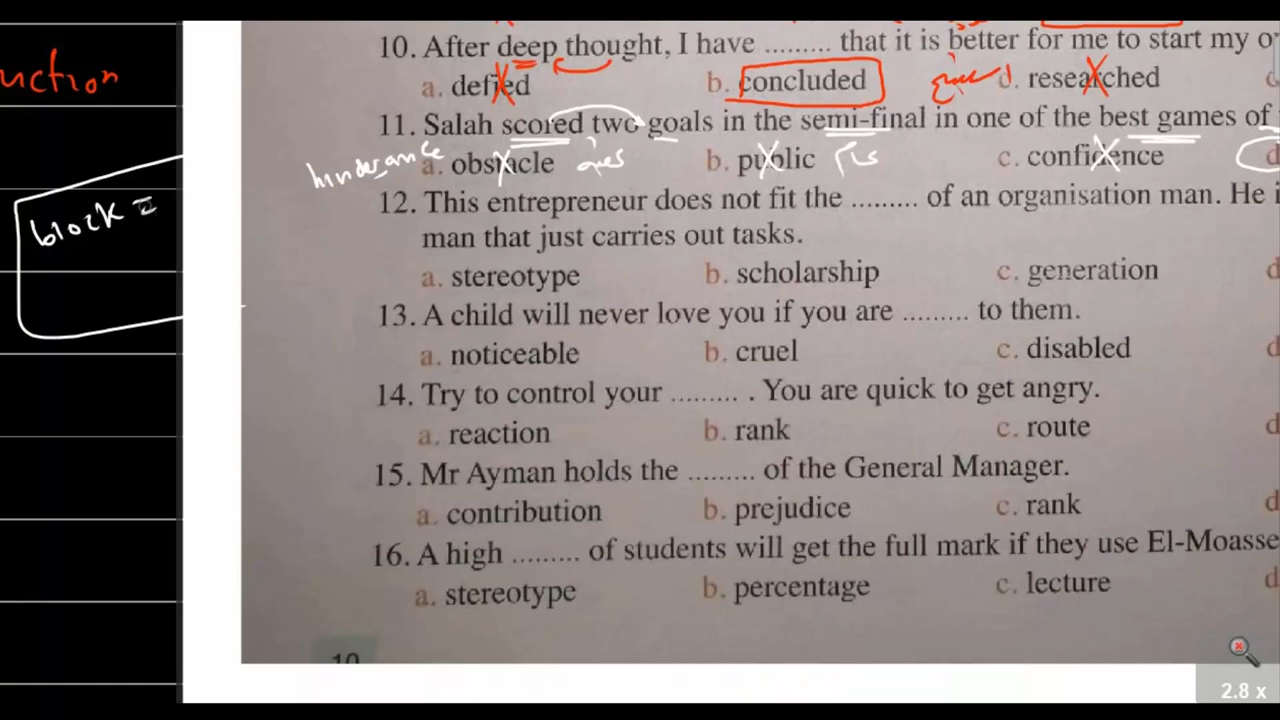 uction
10. After deep thought, I have ......... that it is better for me to start my o
a. defied b. concluded c. researched d
11. Salah scored two goals in the semi-final in one of the best games of
hinderance a. obstacle b. public c. confidence d
12. This entrepreneur does not fit the ......... of an organisation man. He i
block II
man that just carries out tasks.
a. stereotype b. scholarship c. generation d
13. A child will never love you if you are ......... to them.
a. noticeable b. cruel c. disabled d
14. Try to control your ......... . You are quick to get angry.
a. reaction b. rank c. route d
15. Mr Ayman holds the ......... of the General Manager.
a. contribution b. prejudice c. rank d
16. A high ......... of students will get the full mark if they use El-Moasse
a. stereotype b. percentage c. lecture d
10
2.8 x